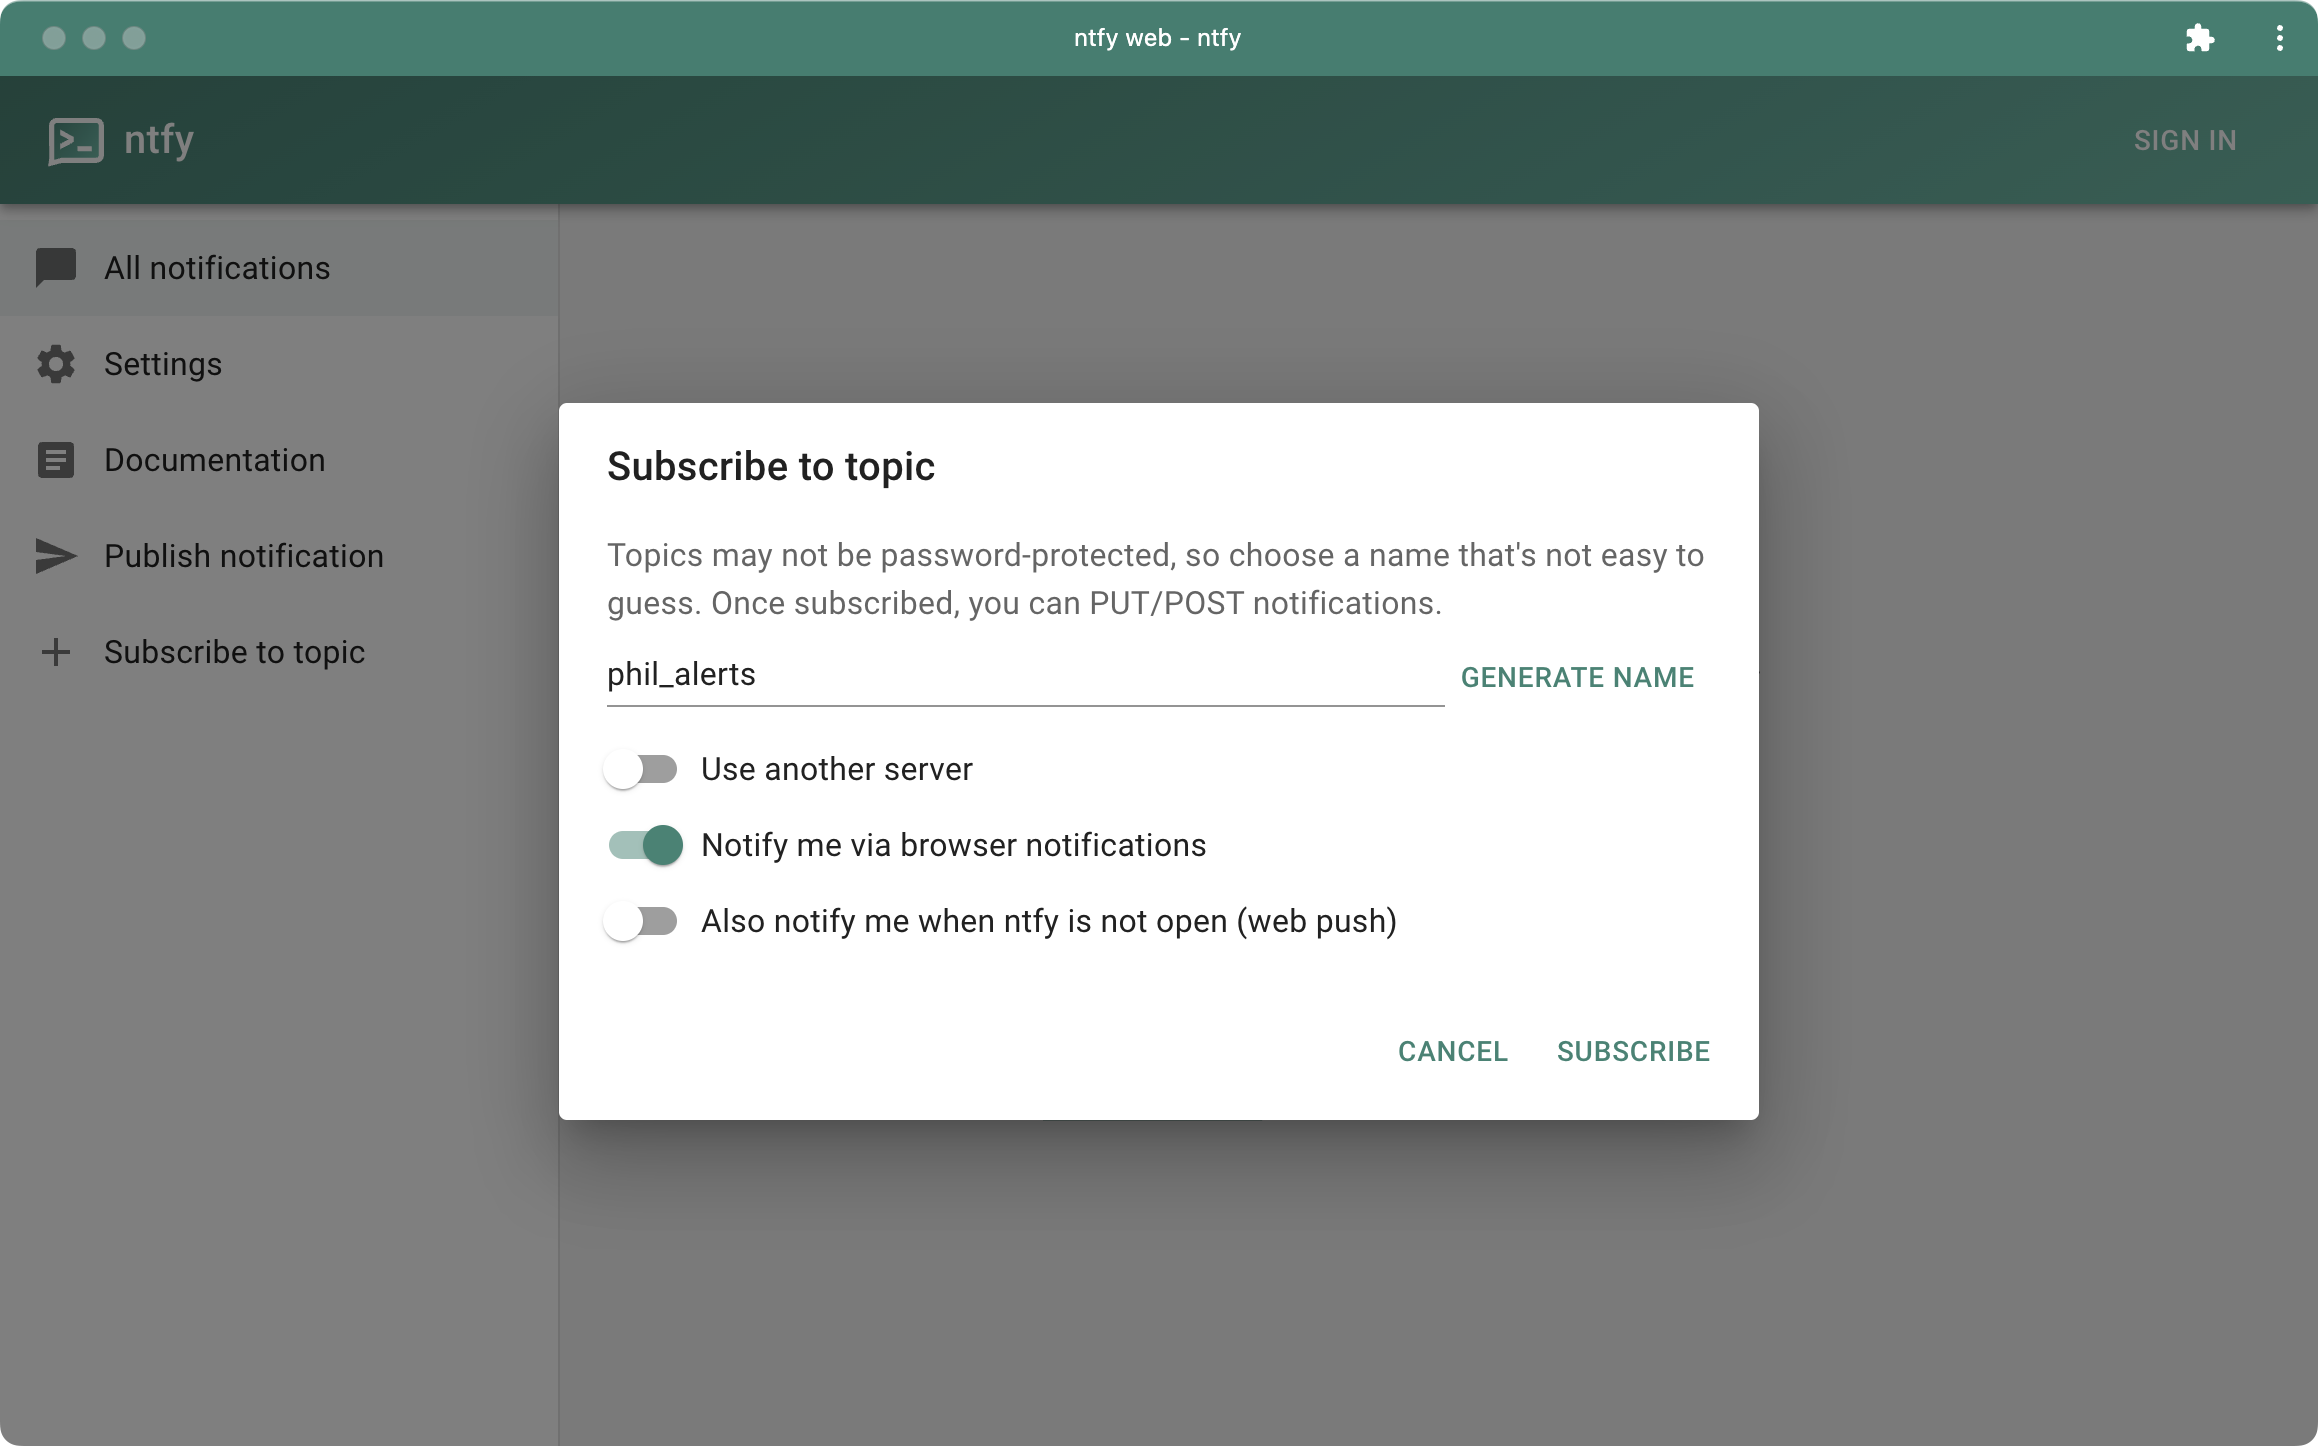 ntfy web - ntfy
ntfy
SIGN IN
All notifications
Settings
Documentation
Publish notification
Subscribe to topic
Subscribe to topic
Topics may not be password-protected, so choose a name that's not easy to
guess. Once subscribed, you can PUT/POST notifications.
phil_alerts
GENERATE NAME
Use another server
Notify me via browser notifications
Also notify me when ntfy is not open (web push)
CANCEL
SUBSCRIBE